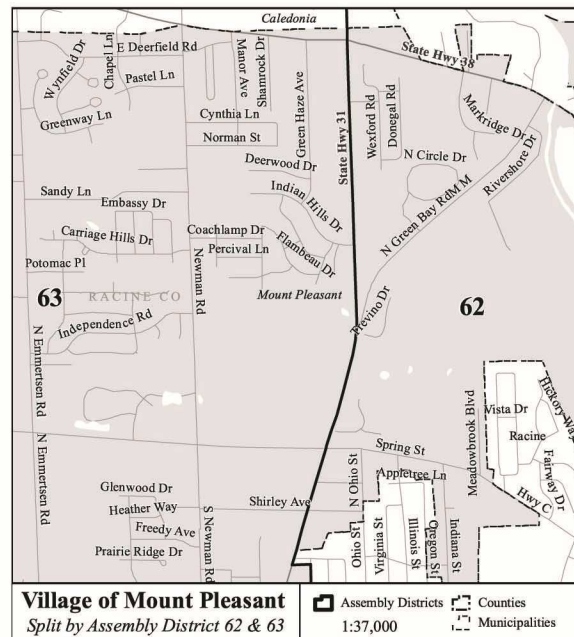 Caledonia
State Hwy 38
E Deerfield Rd
Chapel Ln
Wynfield Dr
Pastel Ln
Manor Ave
Shamrock Dr
Green Haze Ave
State Hwy 31
Wexford Rd
Donegal Rd
Markridge Dr
Greenway Ln
Cynthia Ln
Norman St
N Circle Dr
Rivershore Dr
Deerwood Dr
Indian Hills Dr
N Green Bay Rd M M
Sandy Ln
Embassy Dr
Carriage Hills Dr
Coachlamp Dr
Percival Ln
Flambeau Dr
Potomac Pl
Newman Rd
63
RACINE CO
Mount Pleasant
62
Independence Rd
Trevino Dr
N Emmertsen Rd
Meadowbrook Blvd
Vista Dr
Hickory Way
Racine
Fairway Dr
N Emmertsen Rd
Spring St
Appletree Ln
Hwy C
Glenwood Dr
Heather Way
Shirley Ave
N Ohio St
Freedy Ave
S Newman Rd
Prairie Ridge Dr
Ohio St
Virginia St
Illinois St
Oregon St
Indiana St
Village of Mount Pleasant
Split by Assembly District 62 & 63
Assembly Districts
Counties
1:37,000
Municipalities